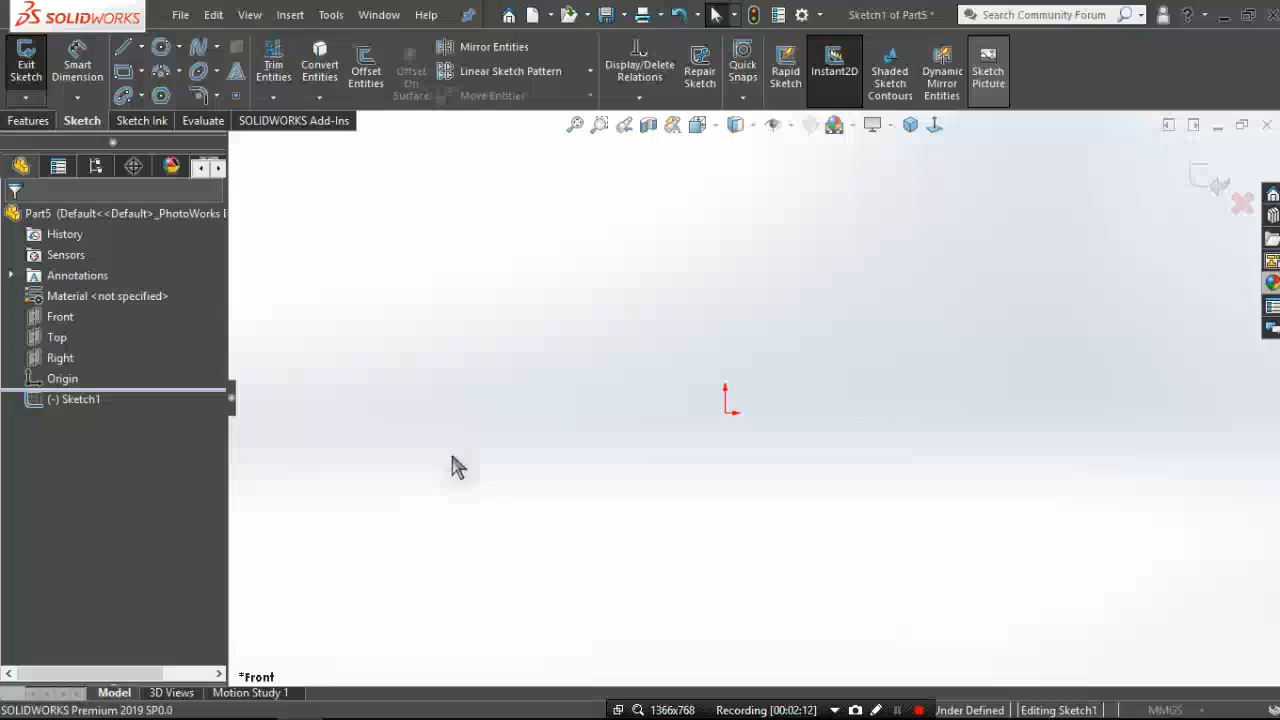 SOLIDWORKS File Edit View Insert Tools Window Help Sketch1 of Part5 * Search Community Forum
Exit Sketch
Smart Dimension
Trim Entities
Convert Entities
Offset Entities
Offset On Surface
Mirror Entities
Linear Sketch Pattern
Move Entities
Display/Delete Relations
Repair Sketch
Quick Snaps
Rapid Sketch
Instant2D
Shaded Sketch Contours
Dynamic Mirror Entities
Sketch Picture
Features Sketch Sketch Ink Evaluate SOLIDWORKS Add-Ins
Part5 (Default<<Default>_PhotoWorks
History
Sensors
Annotations
Material <not specified>
Front
Top
Right
Origin
(-) Sketch1
*Front
Model 3D Views Motion Study 1
SOLIDWORKS Premium 2019 SP0.0 1366x768 Recording [00:02:12] Under Defined Editing Sketch1 MMGS